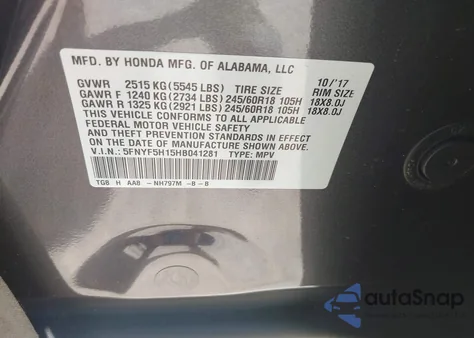 MFD. BY HONDA MFG. OF ALABAMA, LLC
10/'17
GVWR 2515 KG (5545 LBS) TIRE SIZE RIM SIZE
GAWR F 1240 KG (2734 LBS) 245/60R18 105H 18X8.0J
GAWR R 1325 KG (2921 LBS) 245/60R18 105H 18X8.0J
THIS VEHICLE CONFORMS TO ALL APPLICABLE
FEDERAL MOTOR VEHICLE SAFETY
AND THEFT PREVENTION STANDARDS IN EFFECT
ON THE DATE OF MANUFACTURE SHOWN ABOVE.
V.I.N.: 5FNYF5H15HB041281 TYPE: MPV
TG8 H AAB -NH797M -B -B
autoSnap
www.autosnap.com